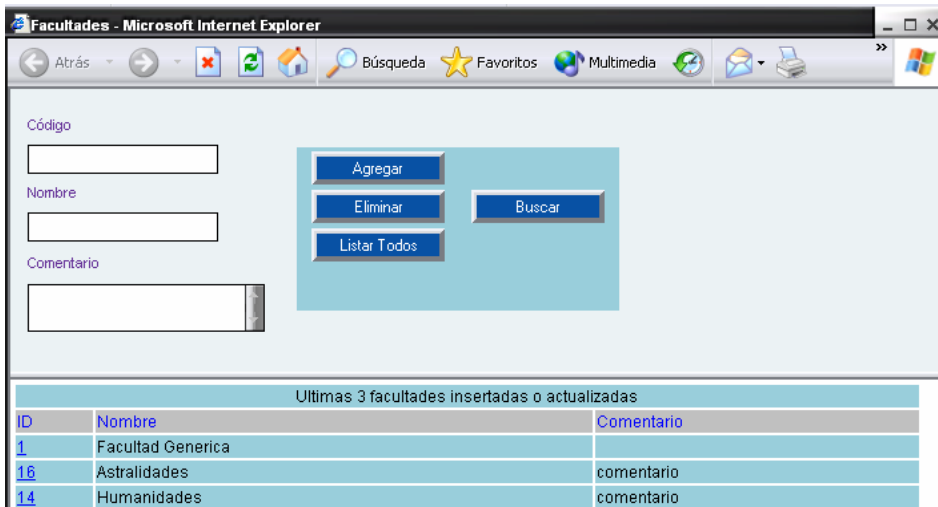 Facultades - Microsoft Internet Explorer
Atrás Búsqueda Favoritos Multimedia »
Código
Nombre
Comentario
Agregar
Eliminar Buscar
Listar Todos
Ultimas 3 facultades insertadas o actualizadas
ID Nombre Comentario
1 Facultad Generica
16 Astralidades comentario
14 Humanidades comentario